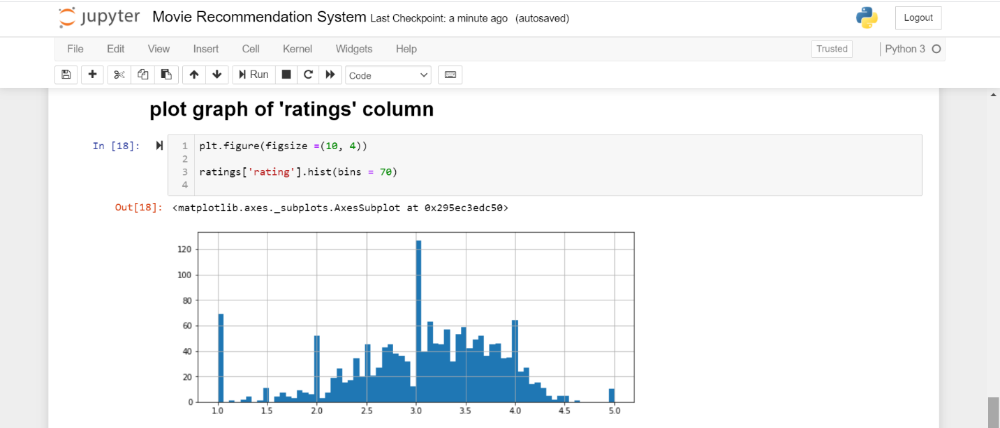 jupyter Movie Recommendation System Last Checkpoint: a minute ago (autosaved) Logout
File Edit View Insert Cell Kernel Widgets Help Trusted Python 3
Run Code
plot graph of 'ratings' column
In [18]: 1 plt.figure(figsize =(10, 4))
2
3 ratings['rating'].hist(bins = 70)
4
Out[18]: <matplotlib.axes._subplots.AxesSubplot at 0x295ec3edc50>
120
100
80
60
40
20
0
1.0 1.5 2.0 2.5 3.0 3.5 4.0 4.5 5.0